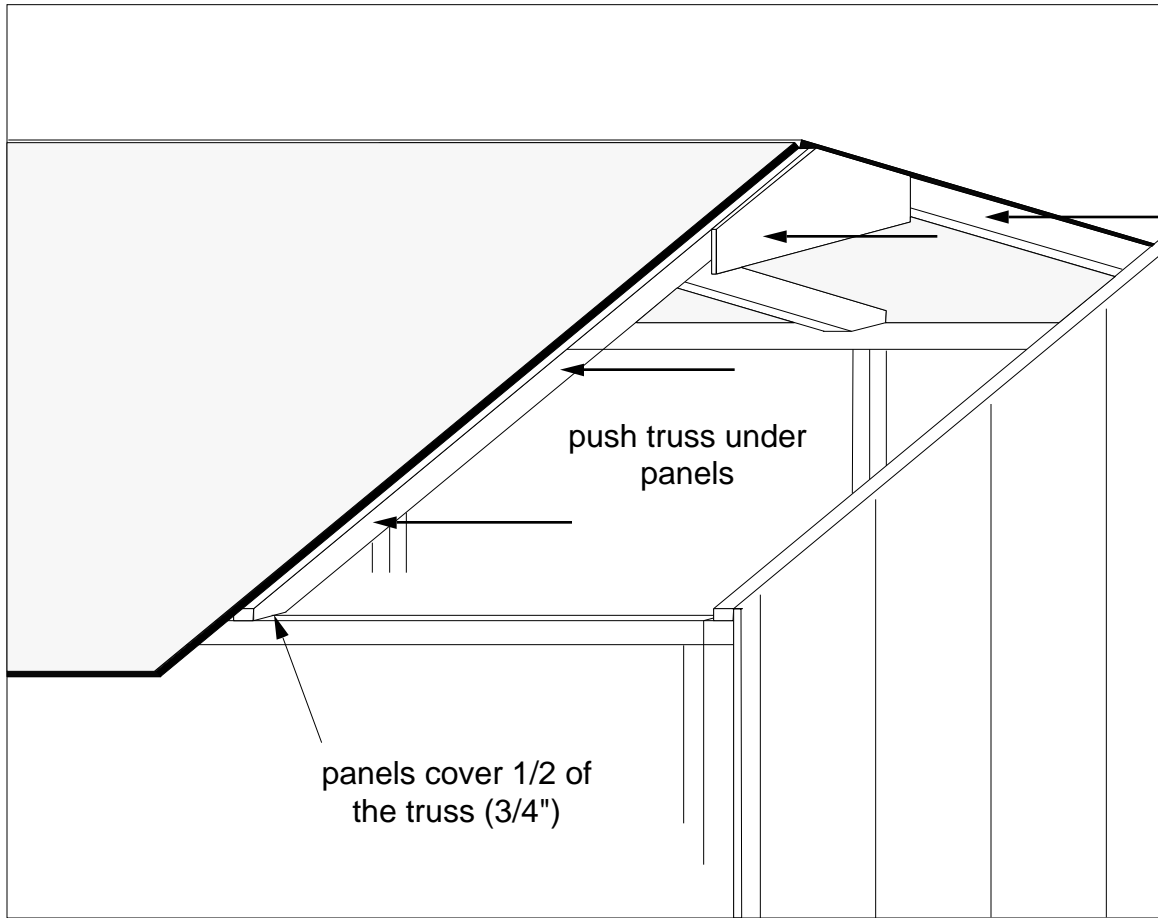 push truss under
panels
panels cover 1/2 of
the truss (3/4")